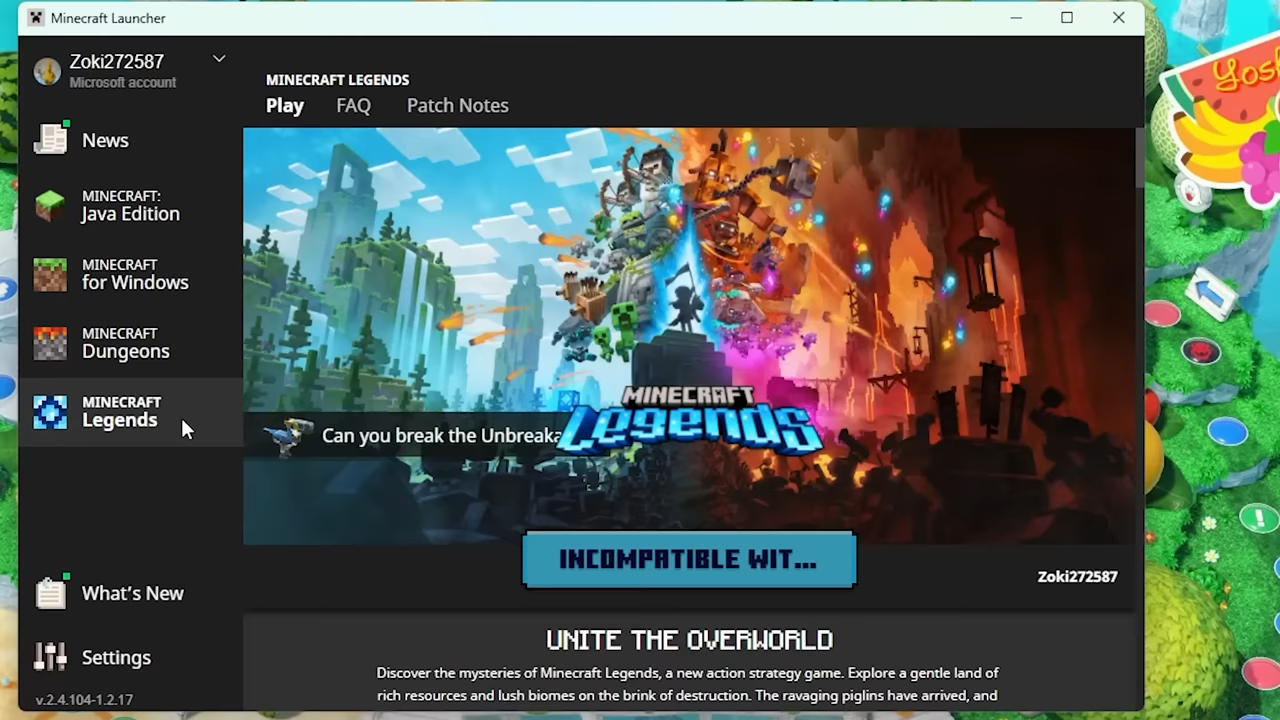 Minecraft Launcher
Zoki272587
Microsoft account
News
MINECRAFT:
Java Edition
MINECRAFT
for Windows
MINECRAFT
Dungeons
MINECRAFT
Legends
What's New
Settings
v.2.4.104-1.2.17
MINECRAFT LEGENDS
Play FAQ Patch Notes
MINECRAFT
Legends
Can you break the Unbreaka
INCOMPATIBLE WIT...
Zoki272587
UNITE THE OVERWORLD
Discover the mysteries of Minecraft Legends, a new action strategy game. Explore a gentle land of
rich resources and lush biomes on the brink of destruction. The ravaging piglins have arrived, and
Yosh